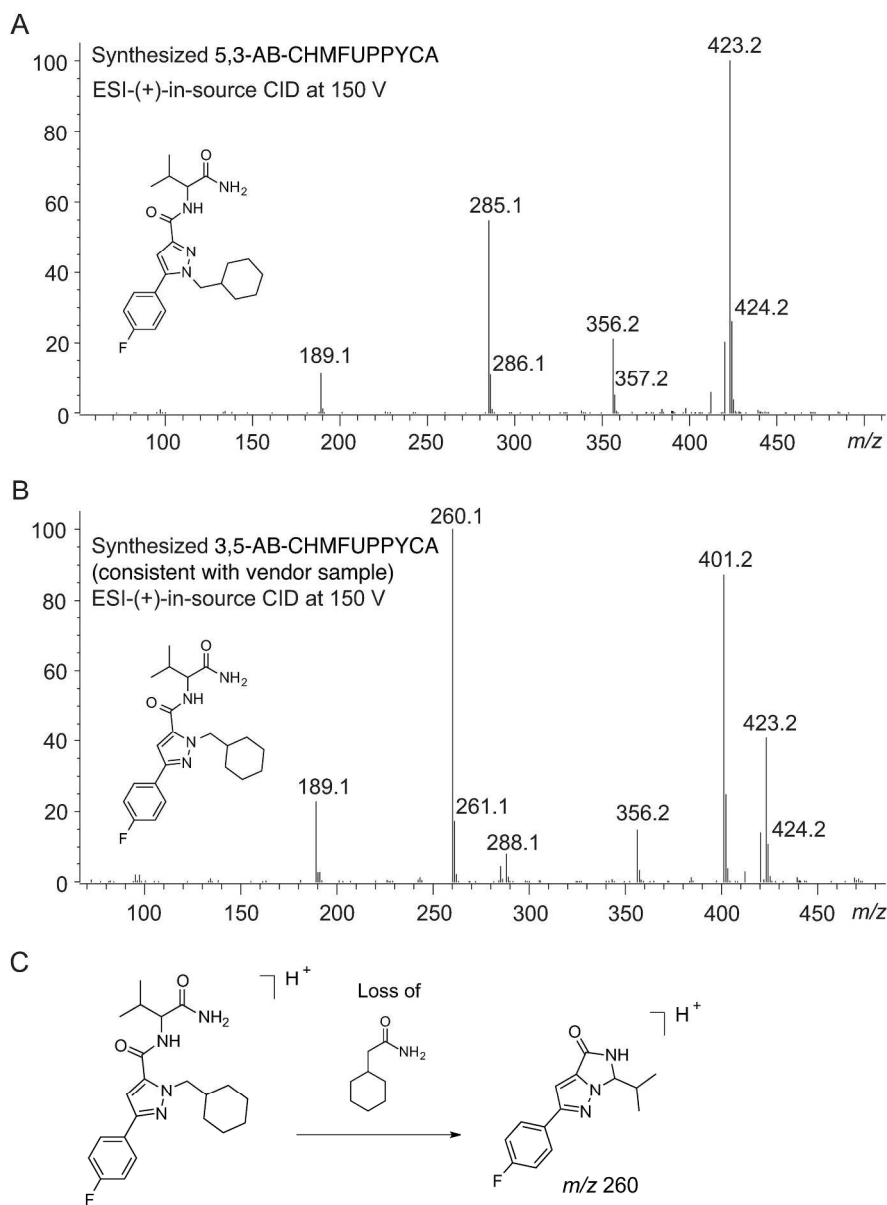 A
Synthesized 5,3-AB-CHMFUPPYCA
ESI-(+)-in-source CID at 150 V
423.2
100
80
60
40
20
0
285.1
286.1
189.1
356.2
357.2
424.2
O
NH2
NH
O
N
N
F
100
150
200
250
300
350
400
450
m/z
B
Synthesized 3,5-AB-CHMFUPPYCA
(consistent with vendor sample)
ESI-(+)-in-source CID at 150 V
260.1
100
80
60
40
20
0
401.2
423.2
424.2
189.1
261.1
288.1
356.2
O
NH2
NH
O
N
N
F
100
150
200
250
300
350
400
450
m/z
C
H+
O
NH2
NH
O
N
N
F
Loss of
O
NH2
H+
O
NH
N
N
F
m/z 260